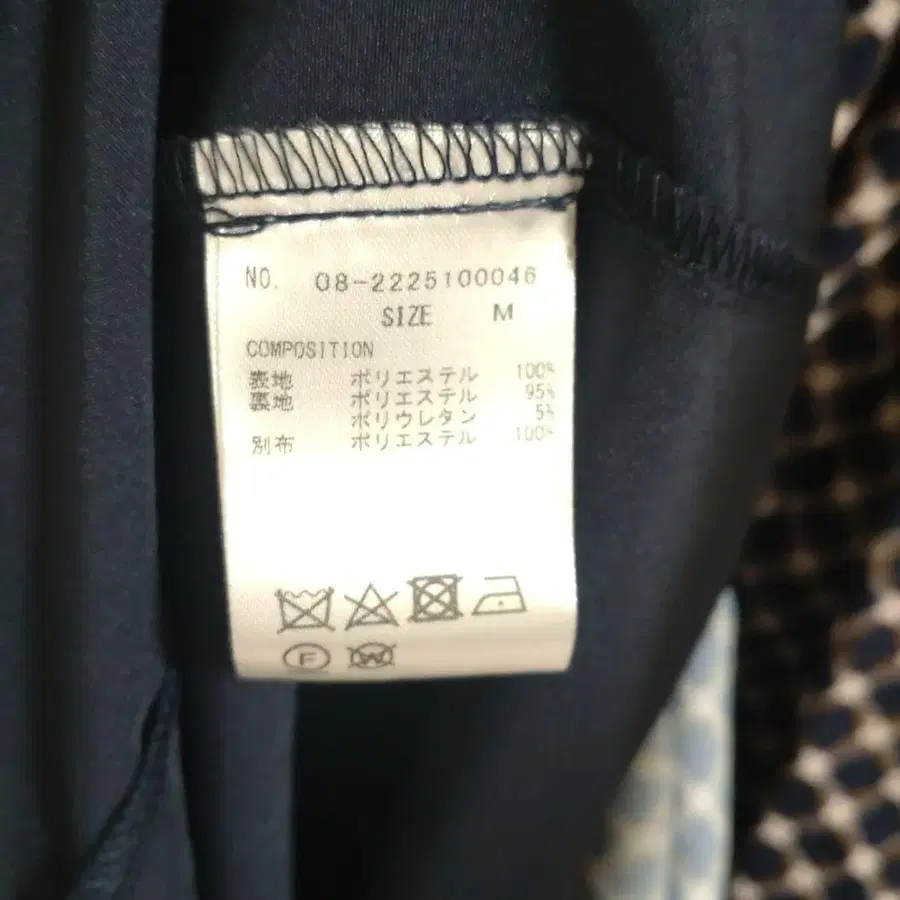 NO. 08-2225100046
SIZE M
COMPOSITION
表地 ポリエステル 100%
裏地 ポリエステル 95%
ポリウレタン 5%
別布 ポリエステル 100%
F W